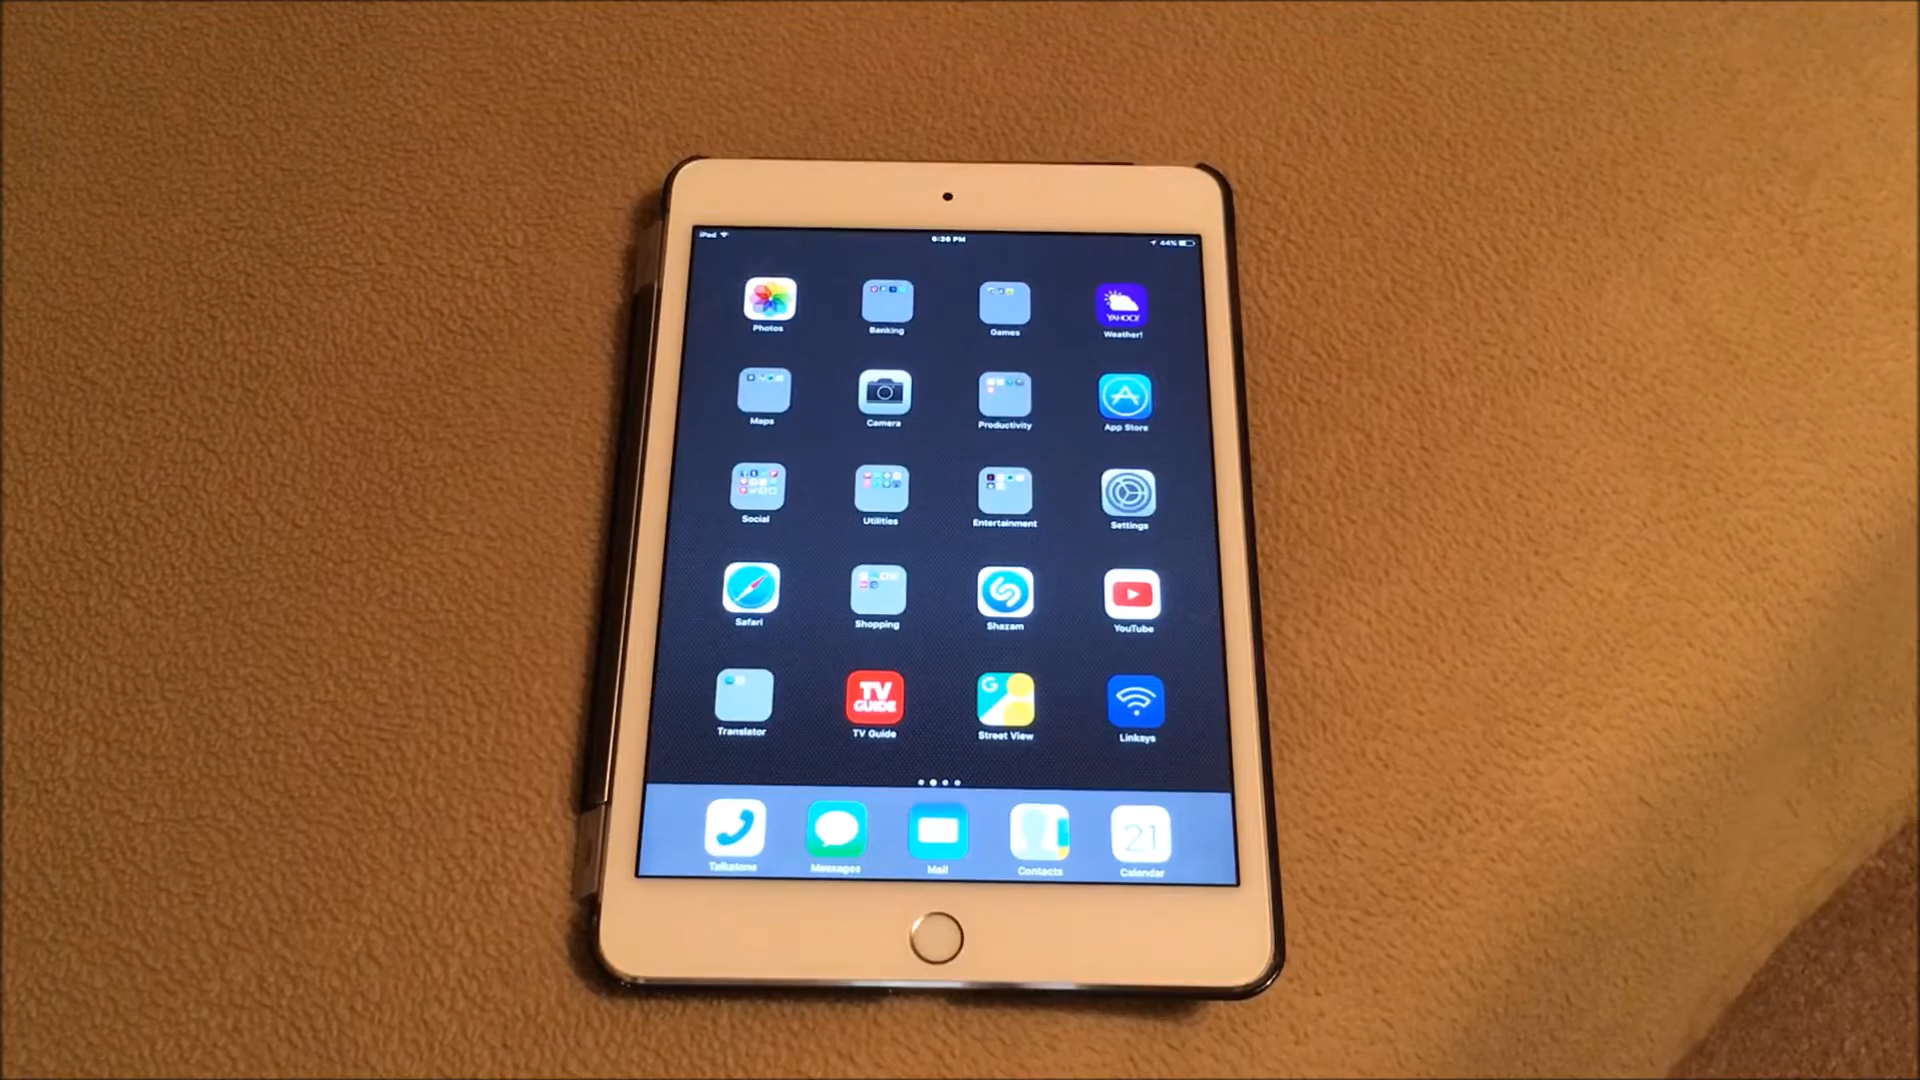 iPad 6:36 PM 44%
Photos Banking Games YAHOO! Weather!
Maps Camera Productivity App Store
Social Utilities Entertainment Settings
Safari Shopping Shazam YouTube
TV GUIDE G
Translator TV Guide Street View Linksys
21
Talkatone Messages Mail Contacts Calendar